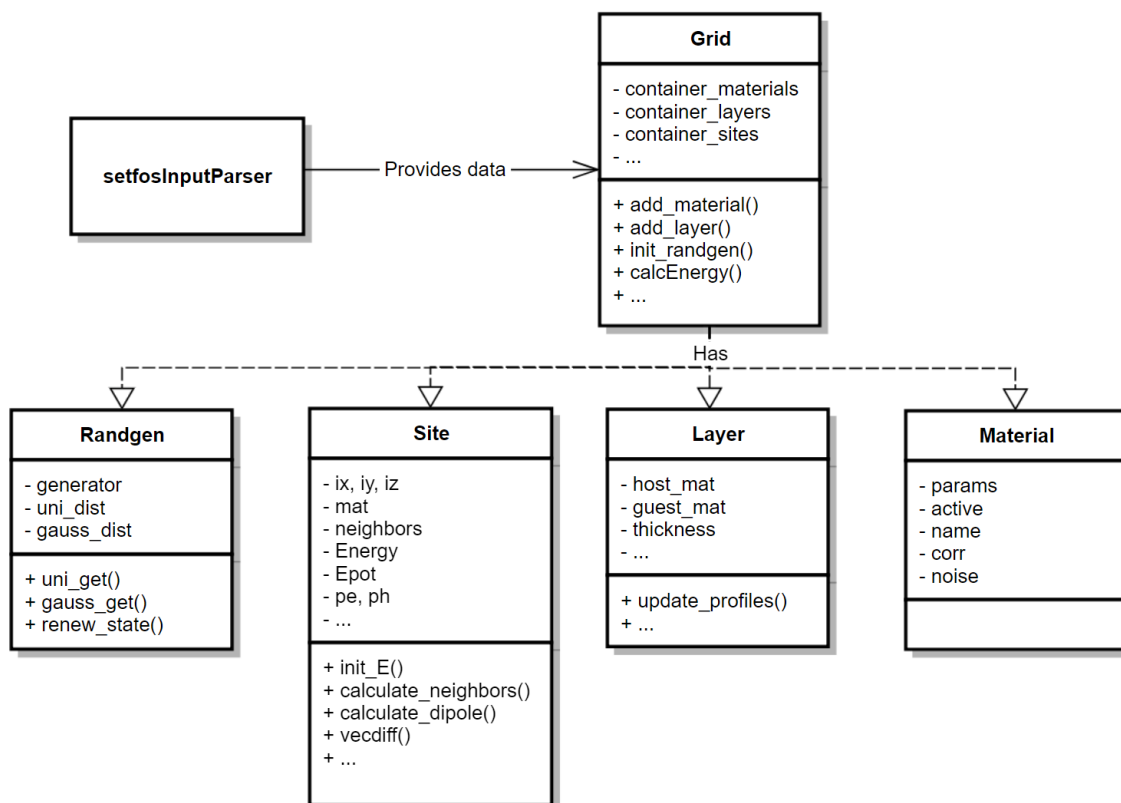 Grid
- container_materials
- container_layers
- container_sites
- ...
setfosInputParser
Provides data
+ add_material()
+ add_layer()
+ init_randgen()
+ calcEnergy()
+ ...
Has
Randgen
- generator
- uni_dist
- gauss_dist
+ uni_get()
+ gauss_get()
+ renew_state()
Site
- ix, iy, iz
- mat
- neighbors
- Energy
- Epot
- pe, ph
- ...
+ init_E()
+ calculate_neighbors()
+ calculate_dipole()
+ vecdiff()
+ ...
Layer
- host_mat
- guest_mat
- thickness
- ...
+ update_profiles()
+ ...
Material
- params
- active
- name
- corr
- noise